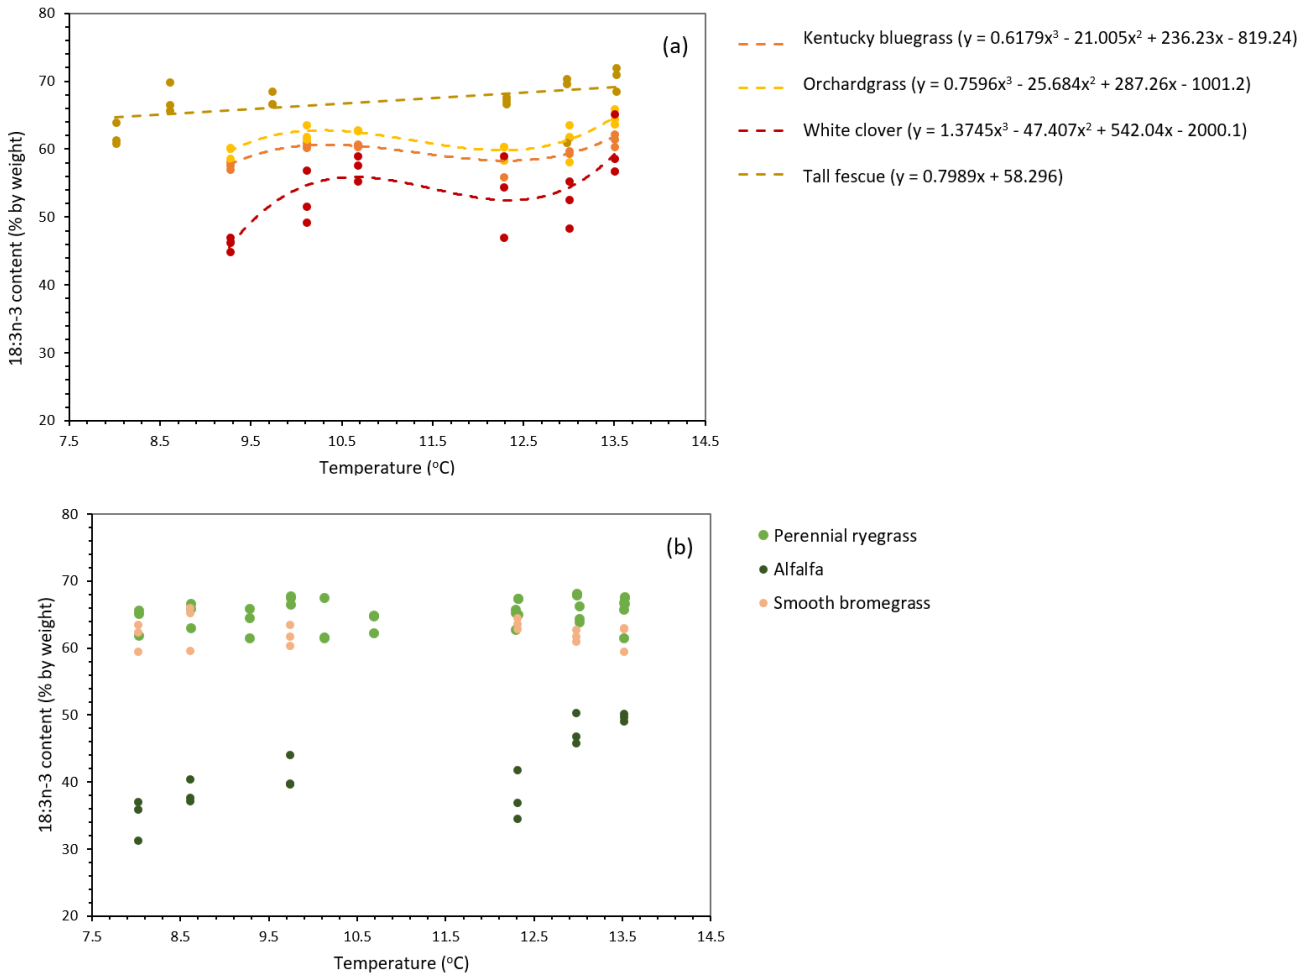 80
70
60
50
40
30
20
18:3n-3 content (% by weight)
(a)
7.5 8.5 9.5 10.5 11.5 12.5 13.5 14.5
Temperature (ºC)
Kentucky bluegrass (y = 0.6179x³ - 21.005x² + 236.23x - 819.24)
Orchardgrass (y = 0.7596x³ - 25.684x² + 287.26x - 1001.2)
White clover (y = 1.3745x³ - 47.407x² + 542.04x - 2000.1)
Tall fescue (y = 0.7989x + 58.296)
80
70
60
50
40
30
20
18:3n-3 content (% by weight)
(b)
7.5 8.5 9.5 10.5 11.5 12.5 13.5 14.5
Temperature (ºC)
Perennial ryegrass
Alfalfa
Smooth bromegrass